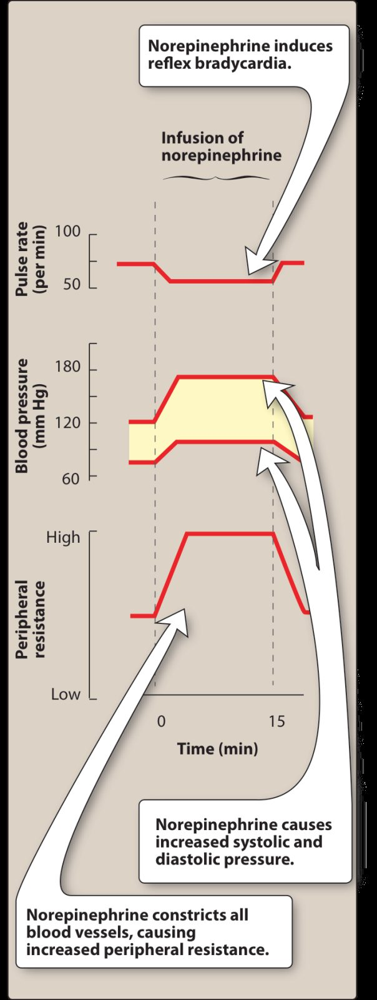 Norepinephrine induces
reflex bradycardia.
Infusion of
norepinephrine
Pulse rate
(per min)
100
50
Blood pressure
(mm Hg)
180
120
60
Peripheral
resistance
High
Low
0
15
Time (min)
Norepinephrine causes
increased systolic and
diastolic pressure.
Norepinephrine constricts all
blood vessels, causing
increased peripheral resistance.